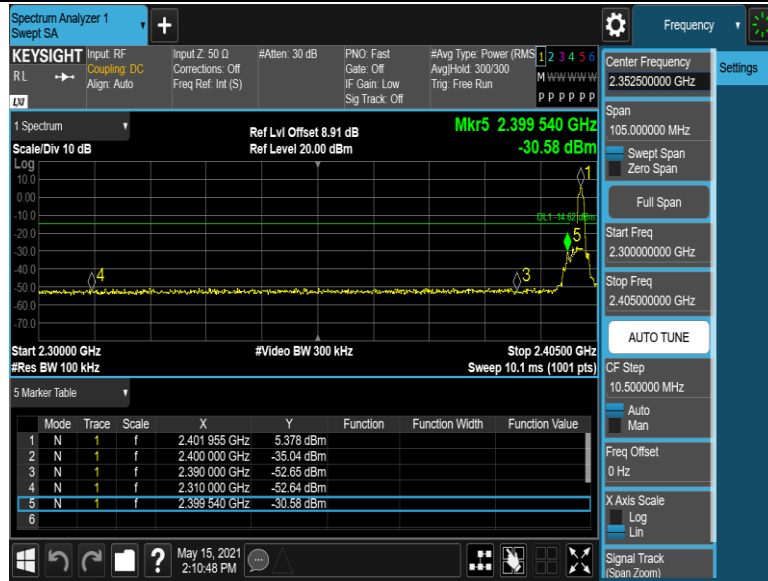 Spectrum Analyzer 1
Swept SA
+
Frequency
KEYSIGHT
RL
LXI
Input: RF
Coupling: DC
Align: Auto
Input Z: 50 Ω
Corrections: Off
Freq Ref: Int (S)
#Atten: 30 dB
PNO: Fast
Gate: Off
IF Gain: Low
Sig Track: Off
#Avg Type: Power (RMS
Avg|Hold: 300/300
Trig: Free Run
1 2 3 4 5 6
M W W W W W
P P P P P P
1 Spectrum
Scale/Div 10 dB
Ref Lvl Offset 8.91 dB
Ref Level 20.00 dBm
Mkr5 2.399 540 GHz
-30.58 dBm
Log
10.0
0.00
-10.0
-20.0
-30.0
-40.0
-50.0
-60.0
-70.0
1
DL1 -14.62 dBm
5
4
3
Start 2.30000 GHz
#Video BW 300 kHz
Stop 2.40500 GHz
#Res BW 100 kHz
Sweep 10.1 ms (1001 pts)
5 Marker Table
Mode Trace Scale X Y Function Function Width Function Value
1 N 1 f 2.401 955 GHz 5.378 dBm
2 N 1 f 2.400 000 GHz -35.04 dBm
3 N 1 f 2.390 000 GHz -52.65 dBm
4 N 1 f 2.310 000 GHz -52.64 dBm
5 N 1 f 2.399 540 GHz -30.58 dBm
6
?
May 15, 2021
2:10:48 PM
Center Frequency
2.352500000 GHz
Settings
Span
105.000000 MHz
Swept Span
Zero Span
Full Span
Start Freq
2.300000000 GHz
Stop Freq
2.405000000 GHz
AUTO TUNE
CF Step
10.500000 MHz
Auto
Man
Freq Offset
0 Hz
X Axis Scale
Log
Lin
Signal Track
(Span Zoom)